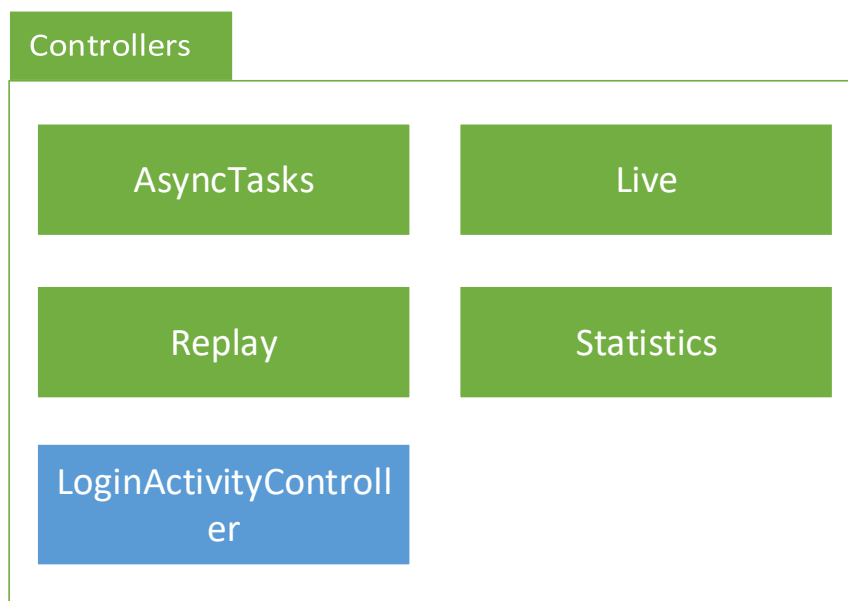 Controllers
AsyncTasks
Live
Replay
Statistics
LoginActivityControll
er